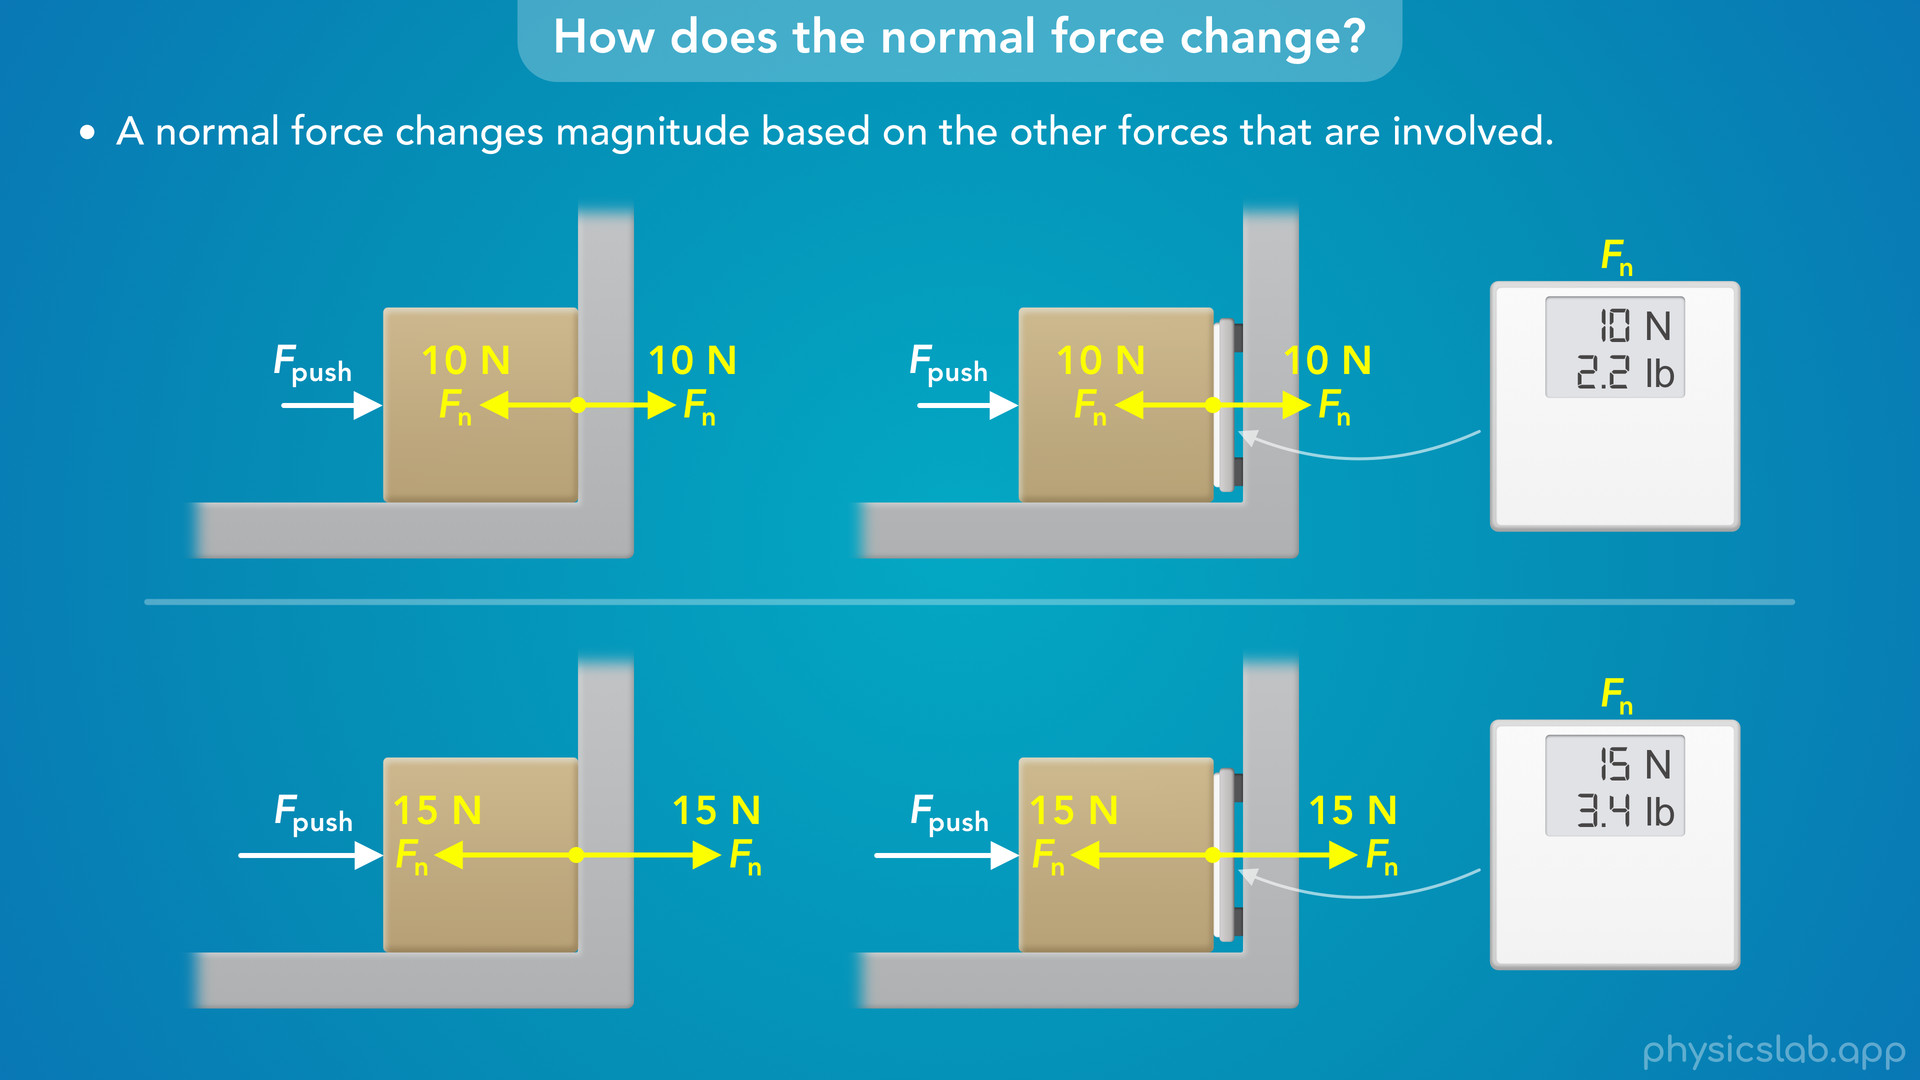 How does the normal force change?
• A normal force changes magnitude based on the other forces that are involved.
Fpush
10 N
Fn
10 N
Fn
Fpush
10 N
Fn
10 N
Fn
Fn
10 N
2.2 lb
Fpush
15 N
Fn
15 N
Fn
Fpush
15 N
Fn
15 N
Fn
Fn
15 N
3.4 lb
physicslab.app